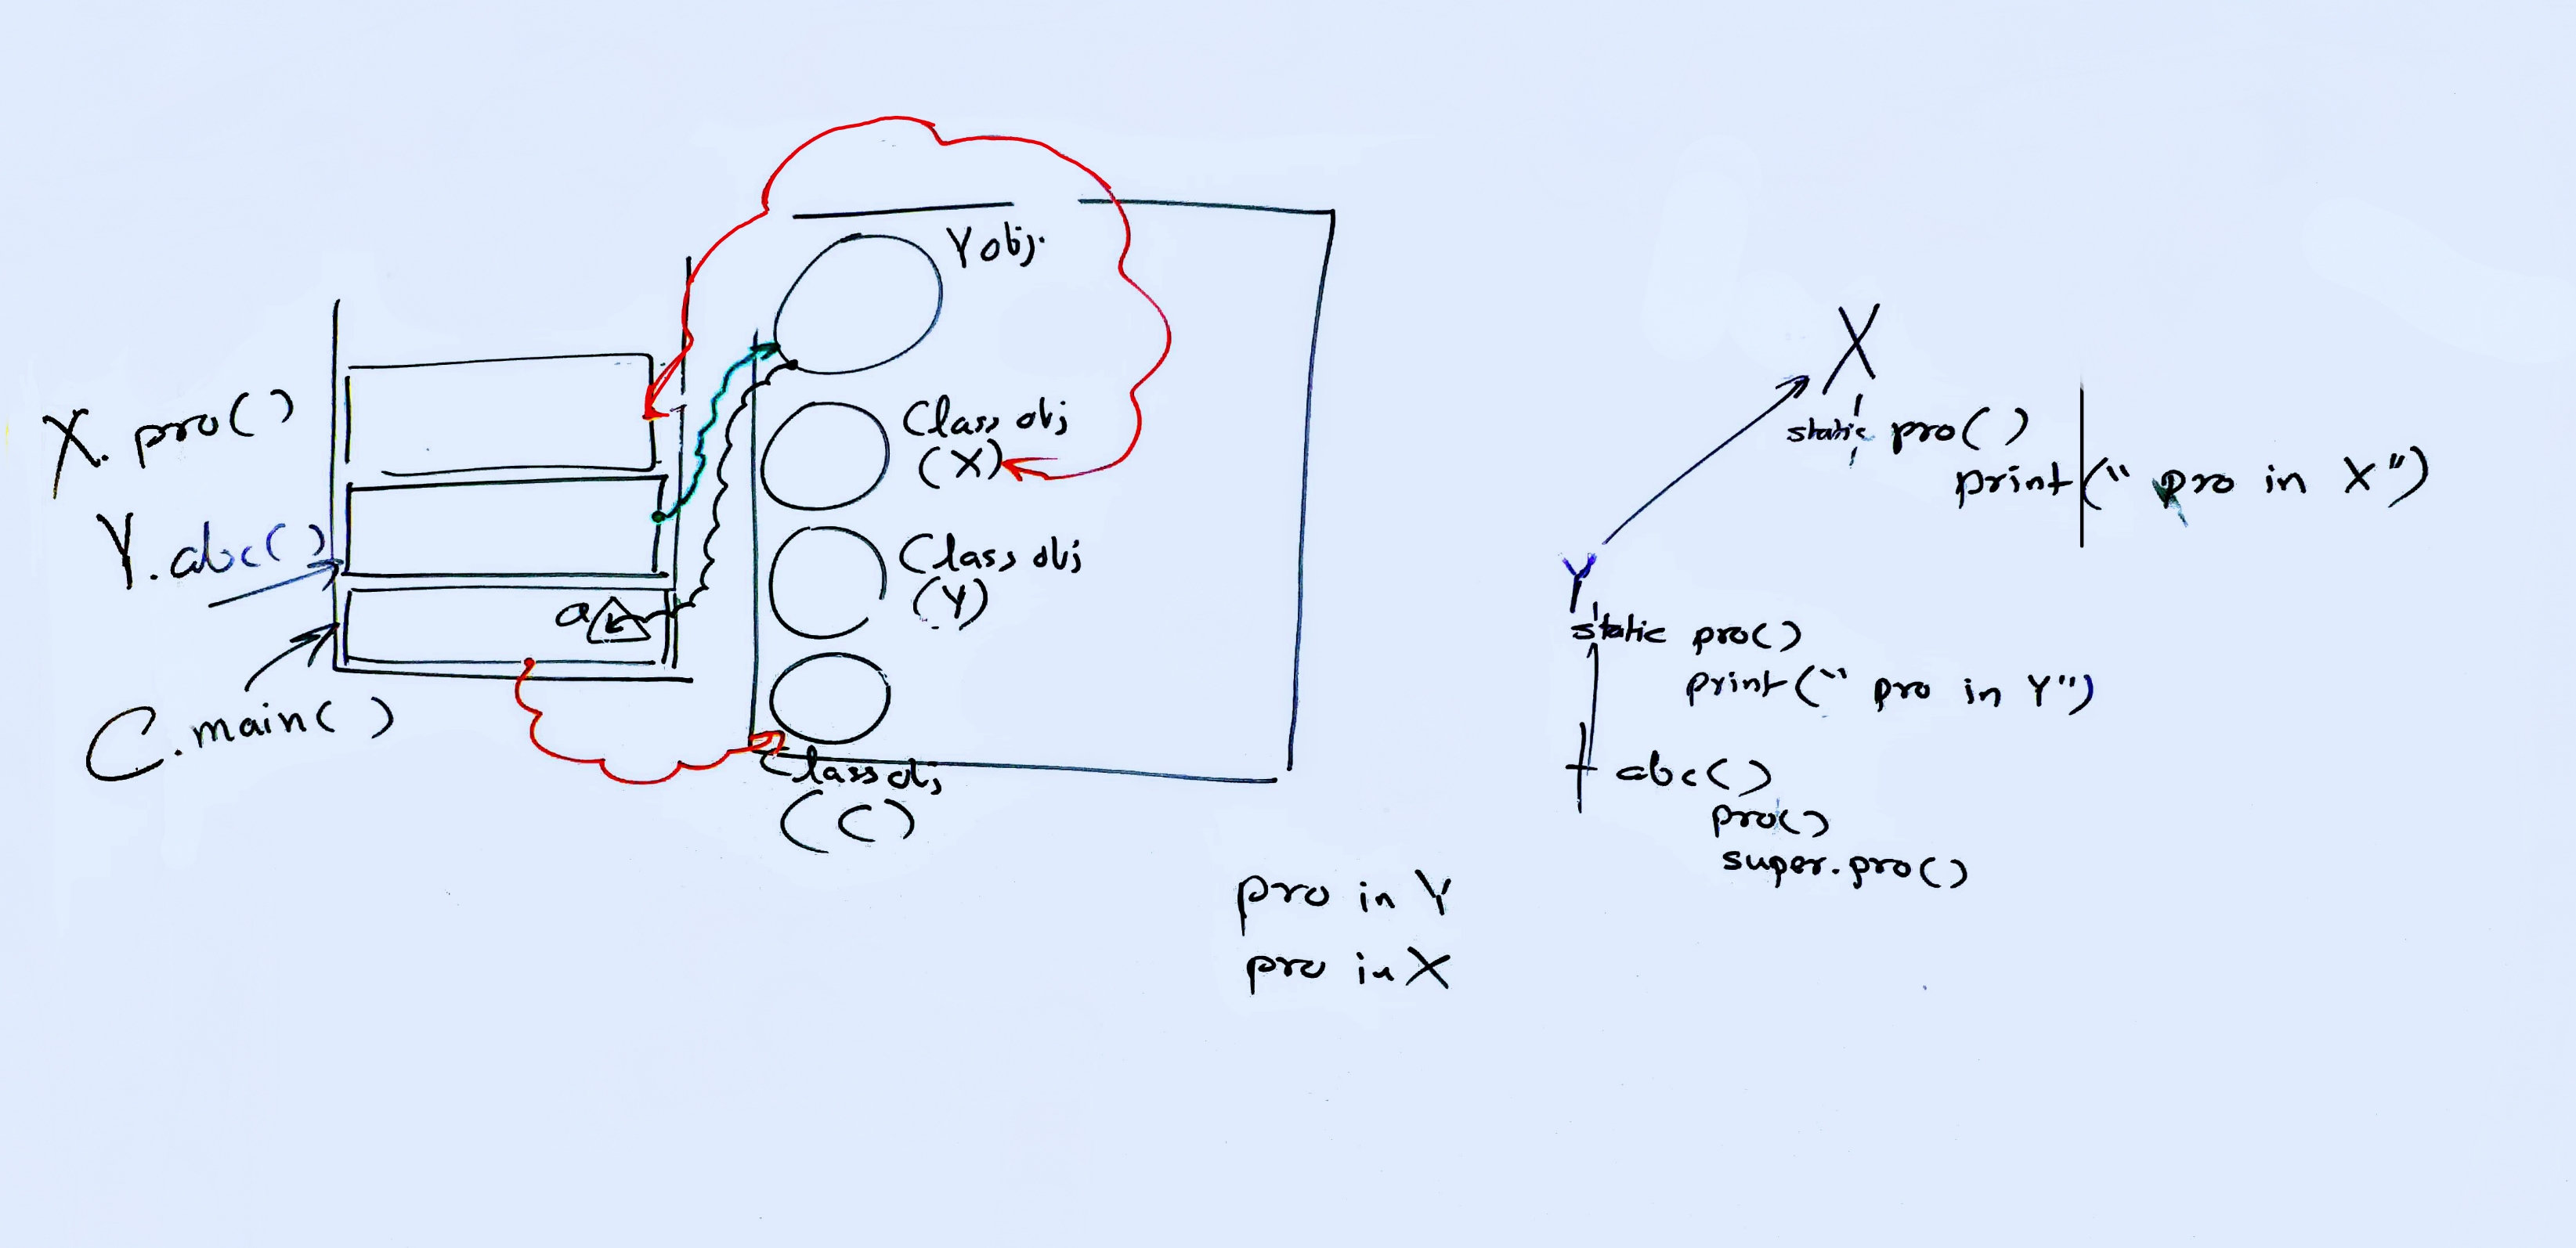 Y obj.
X. pro()
Class obj
(X)
Y.abc()
Class obj
(Y)
a
C.main()
Class obj
(C)
X
static pro()
print(" pro in X")
Y
static pro()
print(" pro in Y")
abc()
pro()
super.pro()
pro in Y
pro in X